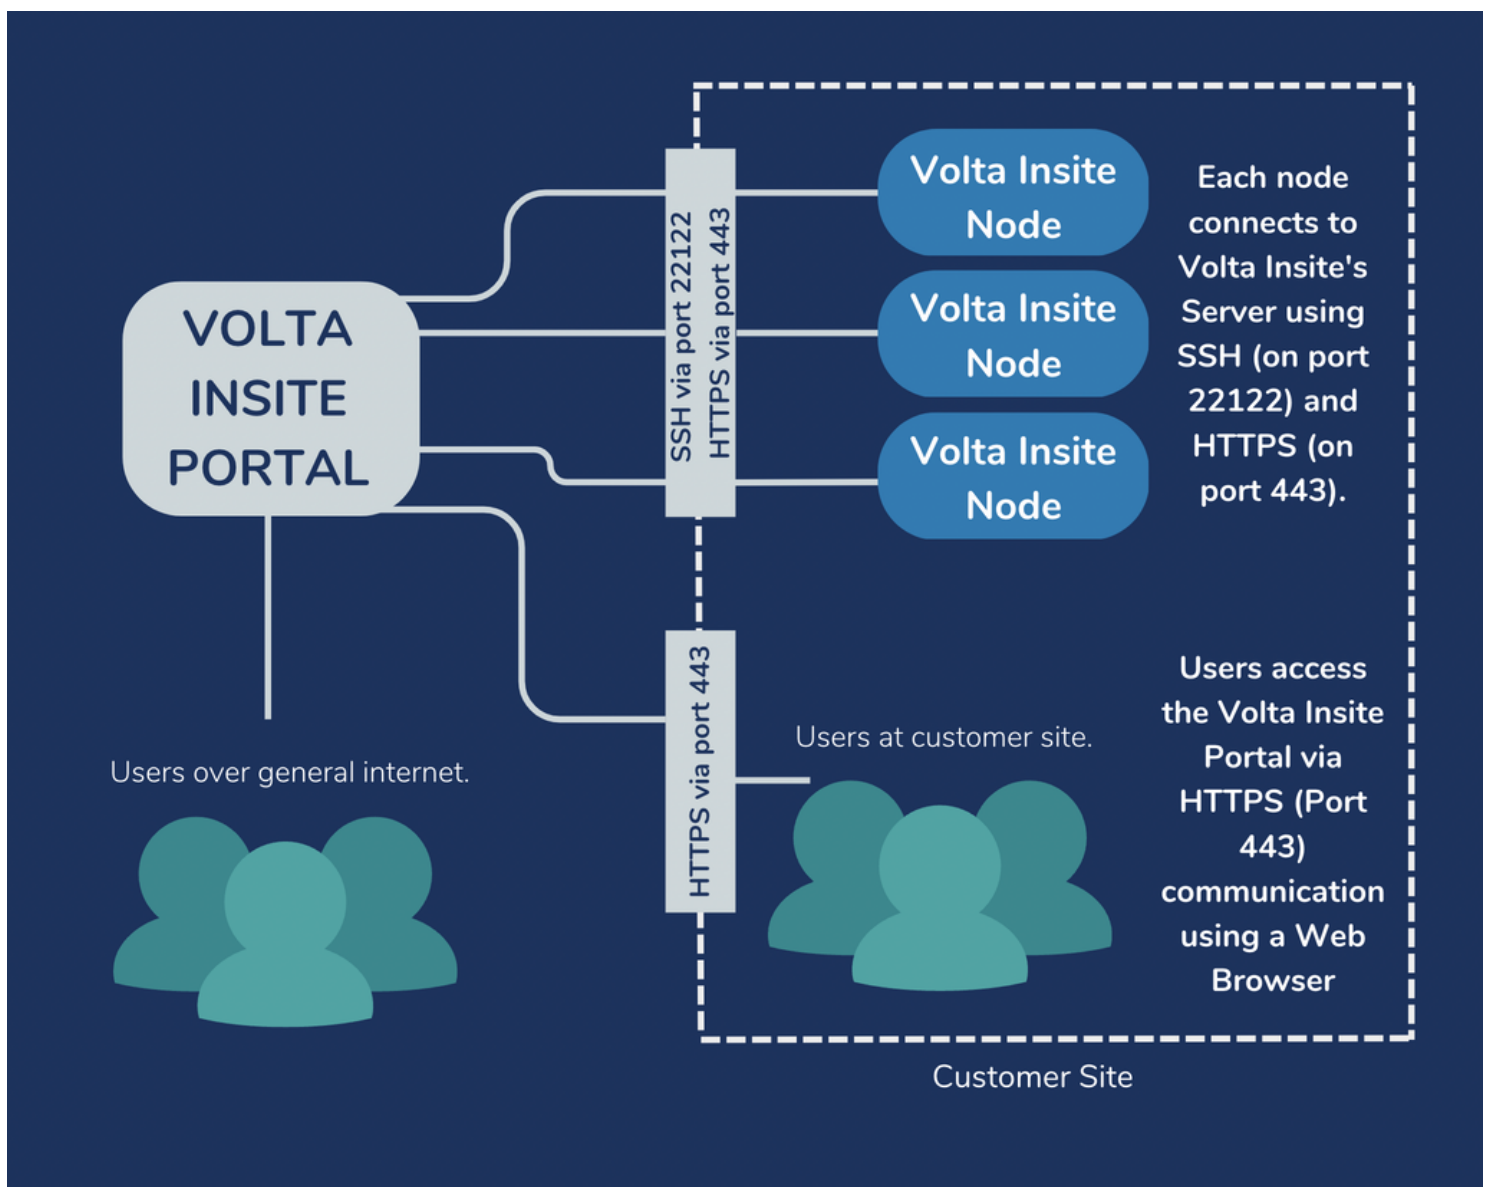 VOLTA
INSITE
PORTAL
SSH via port 22122
HTTPS via port 443
Volta Insite
Node
Volta Insite
Node
Volta Insite
Node
Each node
connects to
Volta Insite's
Server using
SSH (on port
22122) and
HTTPS (on
port 443).
HTTPS via port 443
Users over general internet.
Users at customer site.
Users access
the Volta Insite
Portal via
HTTPS (Port
443)
communication
using a Web
Browser
Customer Site